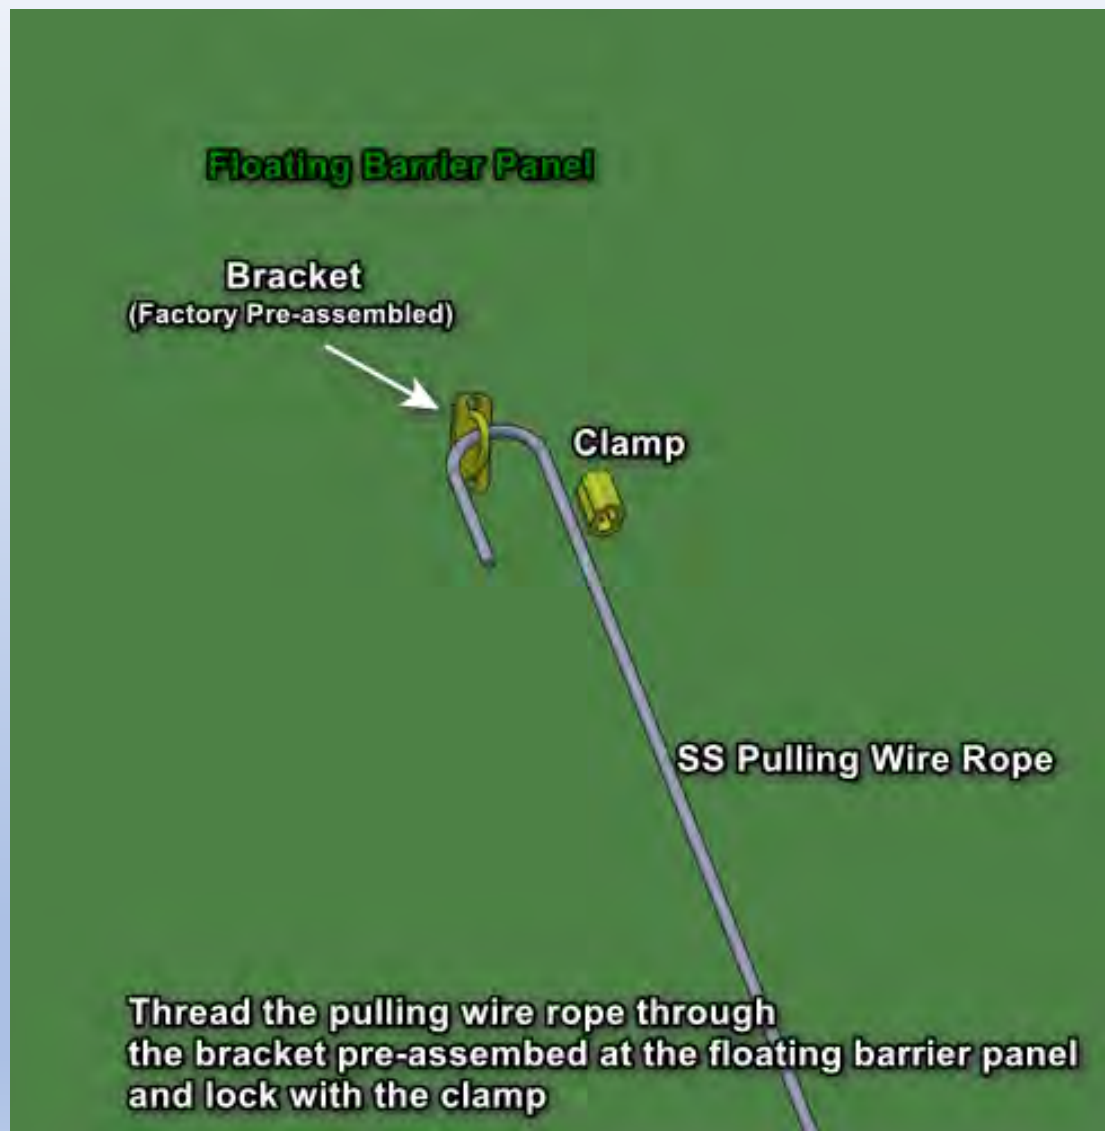 Floating Barrier Panel
Bracket
(Factory Pre-assembled)
Clamp
SS Pulling Wire Rope
Thread the pulling wire rope through
the bracket pre-assembed at the floating barrier panel
and lock with the clamp